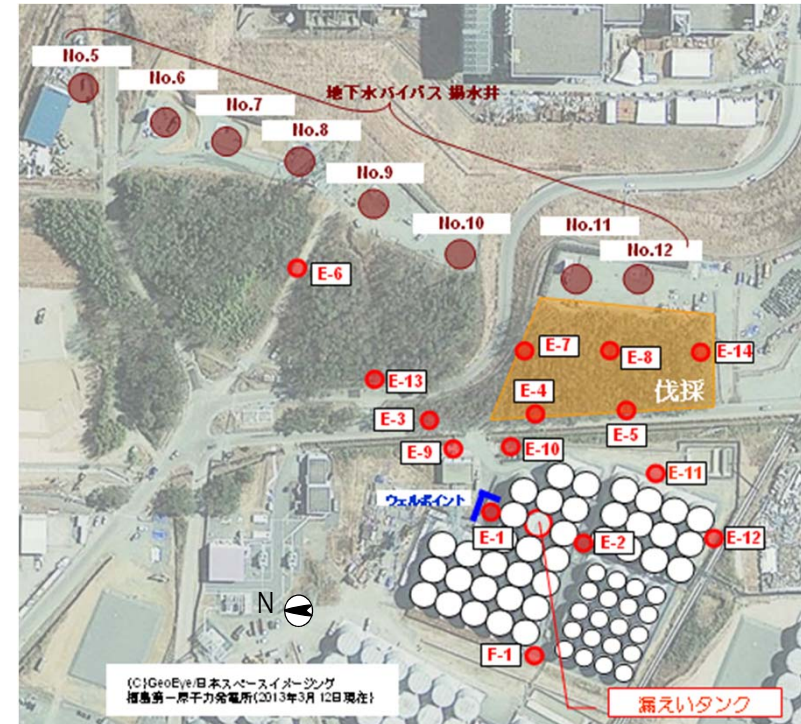 No.5
No.6
No.7
No.8
No.9
No.10
地下水バイパス 揚水井
No.11
No.12
E-6
E-7
E-8
E-14
E-13
伐採
E-4
E-3
E-5
E-9
E-10
E-11
ウェルポイント
E-1
E-2
E-12
N
F-1
(C)GeoEye/日本スペースイメージング
福島第一原子力発電所(2013年3月12日現在)
漏えいタンク